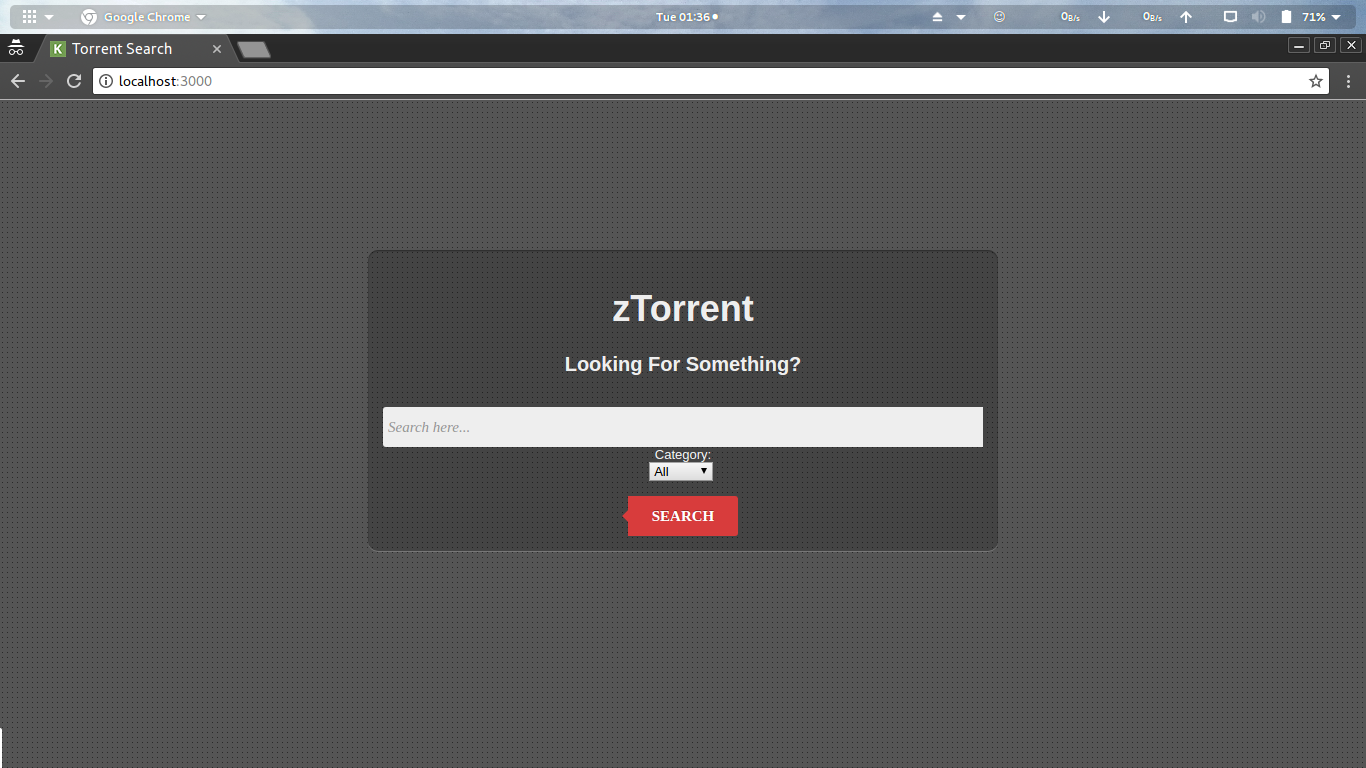 Google Chrome Tue 01:36 0B/s 0B/s 71%
K Torrent Search
localhost:3000
zTorrent
Looking For Something?
Search here...
Category:
All
SEARCH